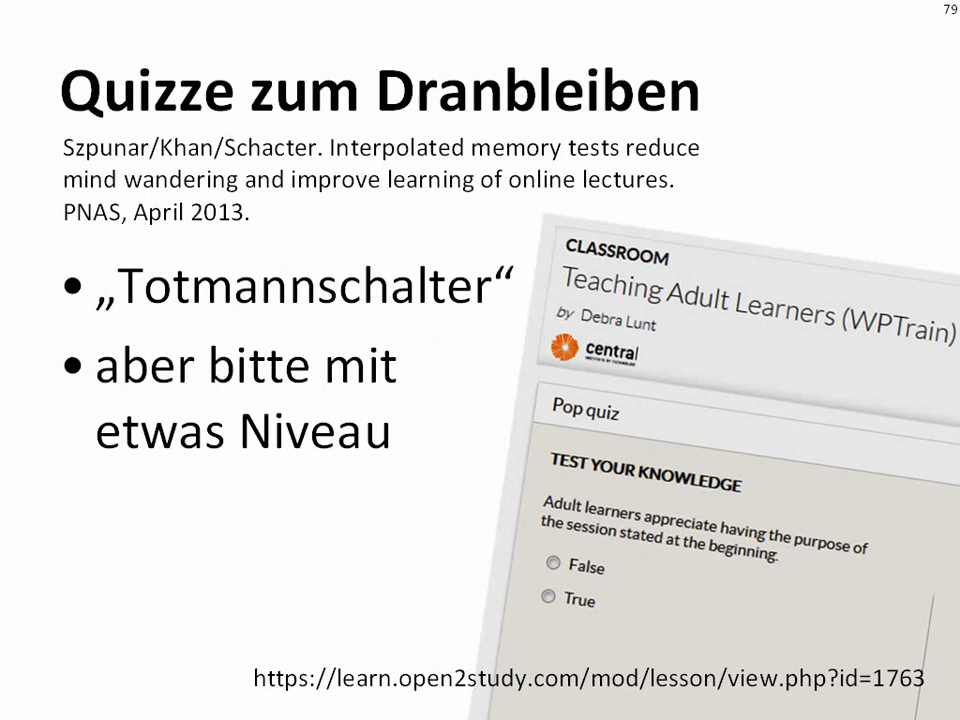 79
Quizze zum Dranbleiben
Szpunar/Khan/Schacter. Interpolated memory tests reduce
mind wandering and improve learning of online lectures.
PNAS, April 2013.
• „Totmannschalter“
• aber bitte mit
etwas Niveau
CLASSROOM
Teaching Adult Learners (WPTrain)
by Debra Lunt
central
Pop quiz
TEST YOUR KNOWLEDGE
Adult learners appreciate having the purpose of
the session stated at the beginning.
False
True
https://learn.open2study.com/mod/lesson/view.php?id=1763